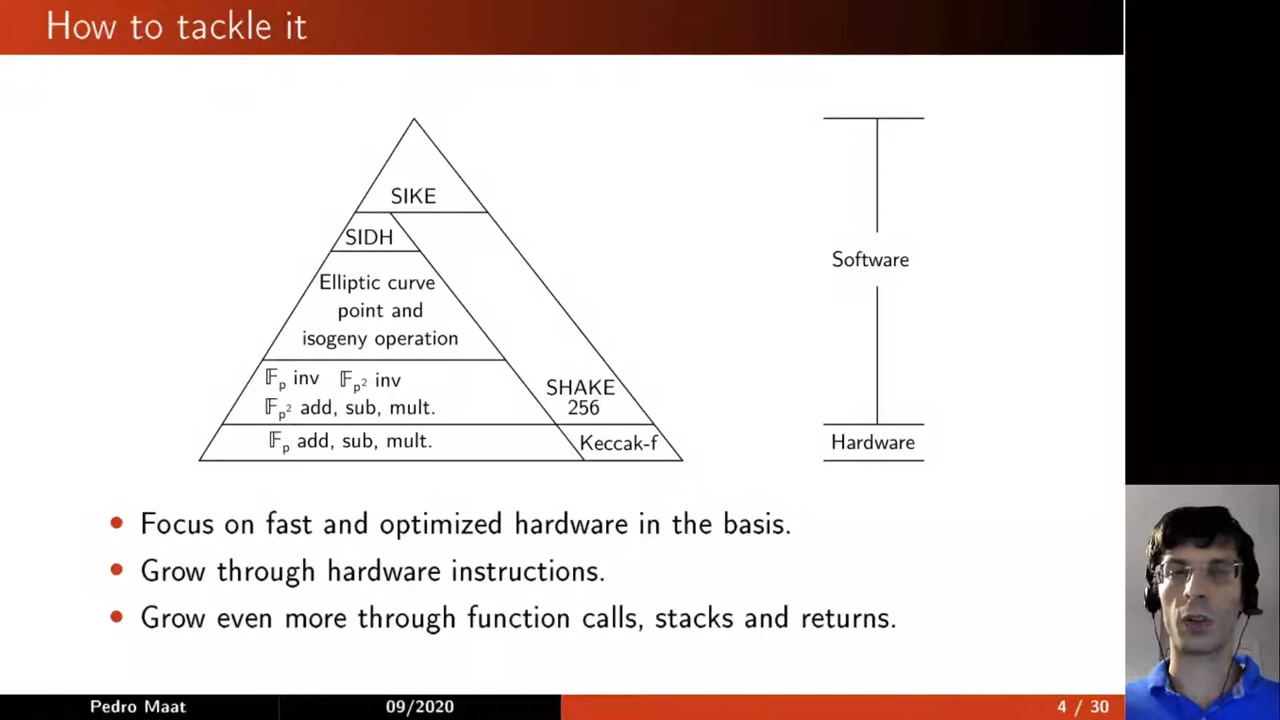 How to tackle it
SIKE
SIDH
Elliptic curve
point and
isogeny operation
𝔽p inv 𝔽p² inv
𝔽p² add, sub, mult.
𝔽p add, sub, mult.
SHAKE
256
Keccak-f
Software
Hardware
• Focus on fast and optimized hardware in the basis.
• Grow through hardware instructions.
• Grow even more through function calls, stacks and returns.
Pedro Maat
09/2020
4 / 30